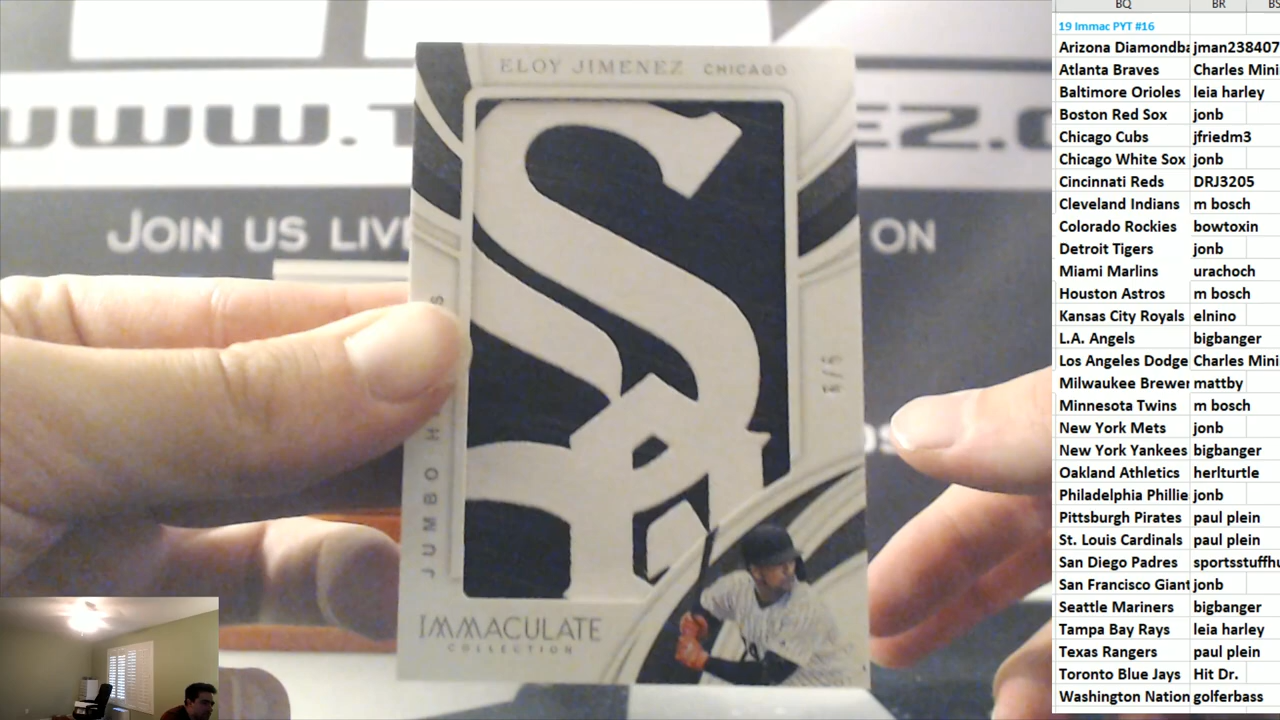 ELOY JIMENEZ CHICAGO
WWW.
EZ.C
JOIN US LIVE
ON
JUMBO H
S
IMMACULATE
COLLECTION
BQ
BR
BS
19 Immac PYT #16
Arizona Diamondba jman238407
Atlanta Braves Charles Mini
Baltimore Orioles leia harley
Boston Red Sox jonb
Chicago Cubs jfriedm3
Chicago White Sox jonb
Cincinnati Reds DRJ3205
Cleveland Indians m bosch
Colorado Rockies bowtoxin
Detroit Tigers jonb
Miami Marlins urachoch
Houston Astros m bosch
Kansas City Royals elnino
L.A. Angels bigbanger
Los Angeles Dodge Charles Mini
Milwaukee Brewer mattby
Minnesota Twins m bosch
New York Mets jonb
New York Yankees bigbanger
Oakland Athletics herlturtle
Philadelphia Phillie jonb
Pittsburgh Pirates paul plein
St. Louis Cardinals paul plein
San Diego Padres sportsstuffhu
San Francisco Giant jonb
Seattle Mariners bigbanger
Tampa Bay Rays leia harley
Texas Rangers paul plein
Toronto Blue Jays Hit Dr.
Washington Nation golferbass